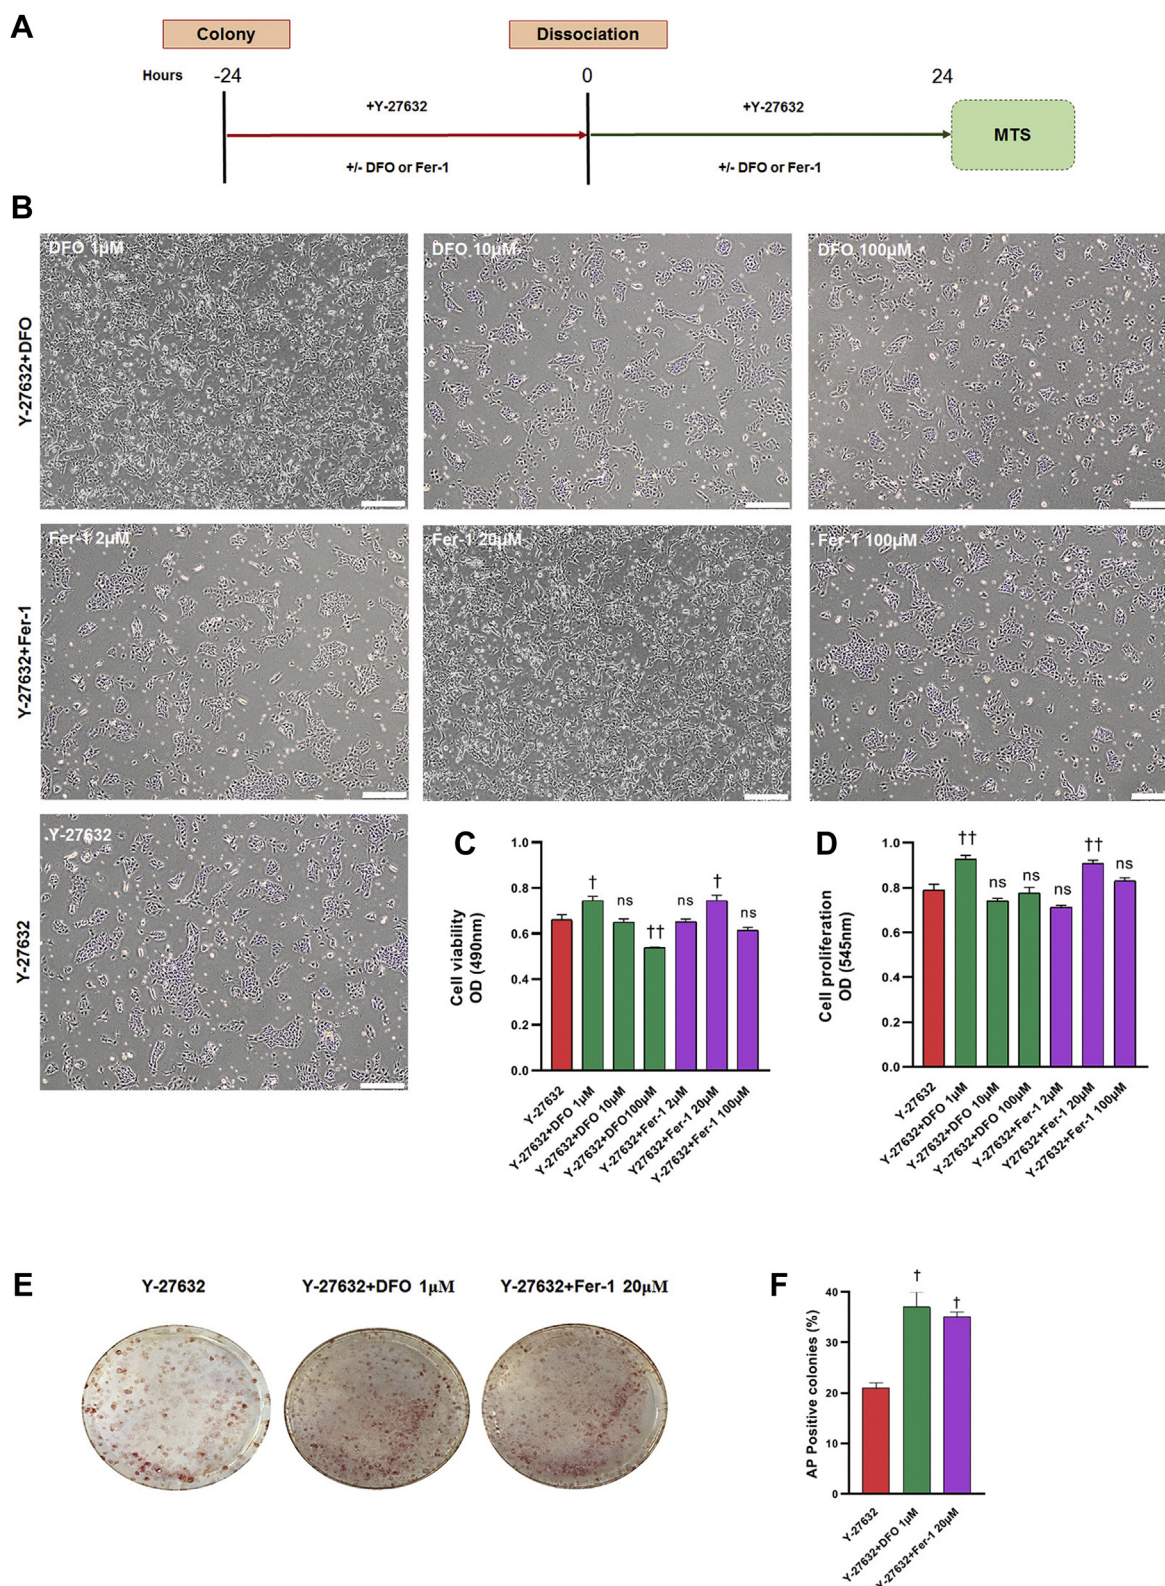 A
Colony
Dissociation
Hours
-24
0
24
+Y-27632
+Y-27632
+/- DFO or Fer-1
+/- DFO or Fer-1
MTS
B
Y-27632+DFO
DFO 1μM
DFO 10μM
DFO 100μM
Y-27632+Fer-1
Fer-1 2μM
Fer-1 20μM
Fer-1 100μM
Y-27632
Y-27632
C
Cell viability
OD (490nm)
1.0
0.8
0.6
0.4
0.2
0.0
†
ns
††
ns
†
ns
Y-27632
Y-27632+DFO 1μM
Y-27632+DFO 10μM
Y-27632+DFO100μM
Y-27632+Fer-1 2μM
Y27632+Fer-1 20μM
Y-27632+Fer-1 100μM
D
Cell proliferation
OD (545nm)
1.0
0.8
0.6
0.4
0.2
0.0
††
ns
ns
ns
††
ns
Y-27632
Y-27632+DFO 1μM
Y-27632+DFO 10μM
Y-27632+DFO 100μM
Y-27632+Fer-1 2μM
Y27632+Fer-1 20μM
Y-27632+Fer-1 100μM
E
Y-27632
Y-27632+DFO 1μM
Y-27632+Fer-1 20μM
F
AP Positive colonies (%)
40
30
20
10
0
†
†
Y-27632
Y-27632+DFO 1μM
Y-27632+Fer-1 20μM